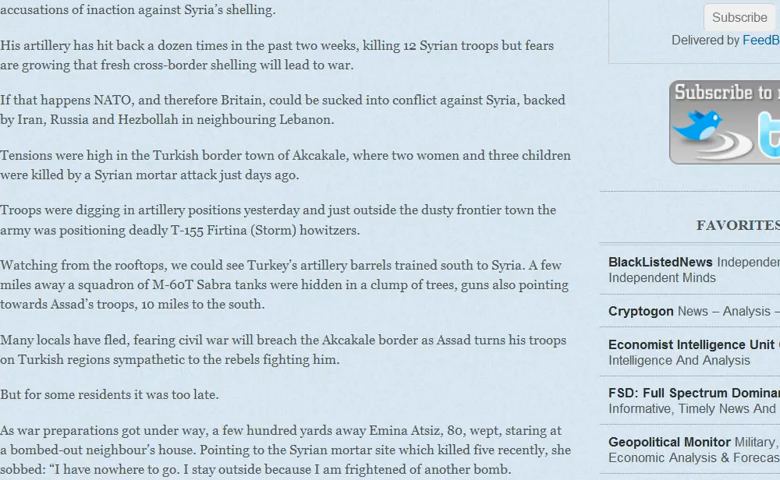 accusations of inaction against Syria's shelling.
His artillery has hit back a dozen times in the past two weeks, killing 12 Syrian troops but fears
are growing that fresh cross-border shelling will lead to war.
If that happens NATO, and therefore Britain, could be sucked into conflict against Syria, backed
by Iran, Russia and Hezbollah in neighbouring Lebanon.
Tensions were high in the Turkish border town of Akcakale, where two women and three children
were killed by a Syrian mortar attack just days ago.
Troops were digging in artillery positions yesterday and just outside the dusty frontier town the
army was positioning deadly T-155 Firtina (Storm) howitzers.
Watching from the rooftops, we could see Turkey's artillery barrels trained south to Syria. A few
miles away a squadron of M-60T Sabra tanks were hidden in a clump of trees, guns also pointing
towards Assad's troops, 10 miles to the south.
Many locals have fled, fearing civil war will breach the Akcakale border as Assad turns his troops
on Turkish regions sympathetic to the rebels fighting him.
But for some residents it was too late.
As war preparations got under way, a few hundred yards away Emina Atsiz, 80, wept, staring at
a bombed-out neighbour's house. Pointing to the Syrian mortar site which killed five recently, she
sobbed: “I have nowhere to go. I stay outside because I am frightened of another bomb.
Subscribe
Delivered by FeedB
Subscribe to
FAVORITES
BlackListedNews Independen
Independent Minds
Cryptogon News – Analysis –
Economist Intelligence Unit
Intelligence And Analysis
FSD: Full Spectrum Dominan
Informative, Timely News And
Geopolitical Monitor Military,
Economic Analysis & Forecas